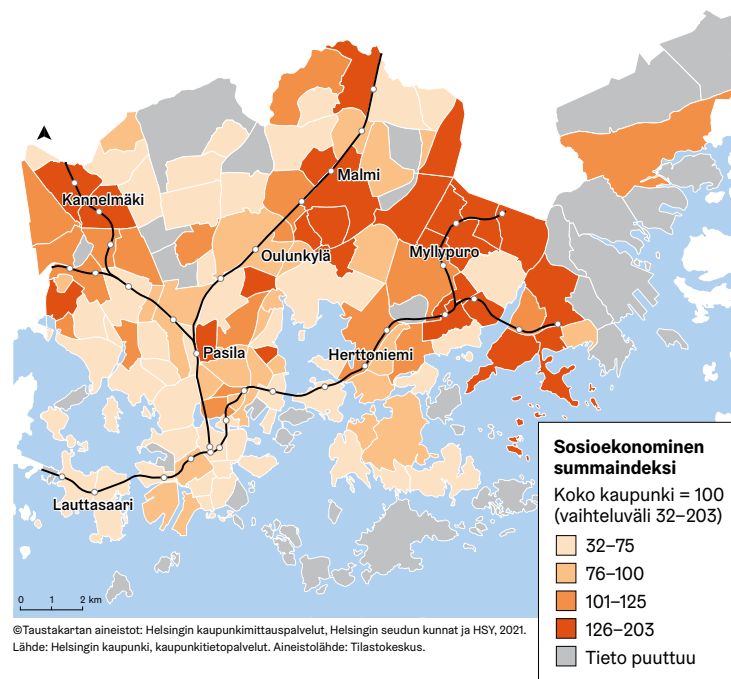 Kannelmäki
Malmi
Oulunkylä
Myllypuro
Pasila
Herttoniemi
Lauttasaari
0 1 2 km
Sosioekonominen
summaindeksi
Koko kaupunki = 100
(vaihteluväli 32–203)
32–75
76–100
101–125
126–203
Tieto puuttuu
©Taustakartan aineistot: Helsingin kaupunkimittauspalvelut, Helsingin seudun kunnat ja HSY, 2021.
Lähde: Helsingin kaupunki, kaupunkitietopalvelut. Aineistolähde: Tilastokeskus.